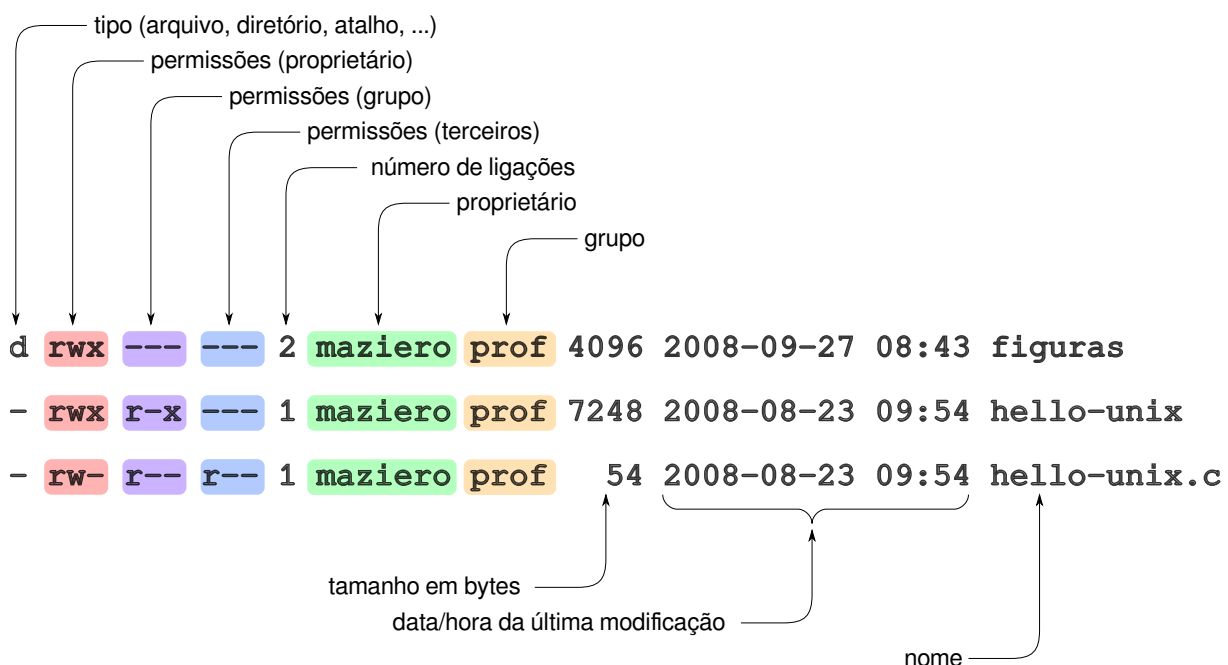 tipo (arquivo, diretório, atalho, ...)
permissões (proprietário)
permissões (grupo)
permissões (terceiros)
número de ligações
proprietário
grupo
d rwx --- --- 2 maziero prof 4096 2008-09-27 08:43 figuras
- rwx r-x --- 1 maziero prof 7248 2008-08-23 09:54 hello-unix
- rw- r-- r-- 1 maziero prof 54 2008-08-23 09:54 hello-unix.c
tamanho em bytes
data/hora da última modificação
nome